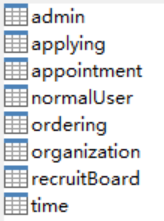 admin
applying
appointment
normalUser
ordering
organization
recruitBoard
time